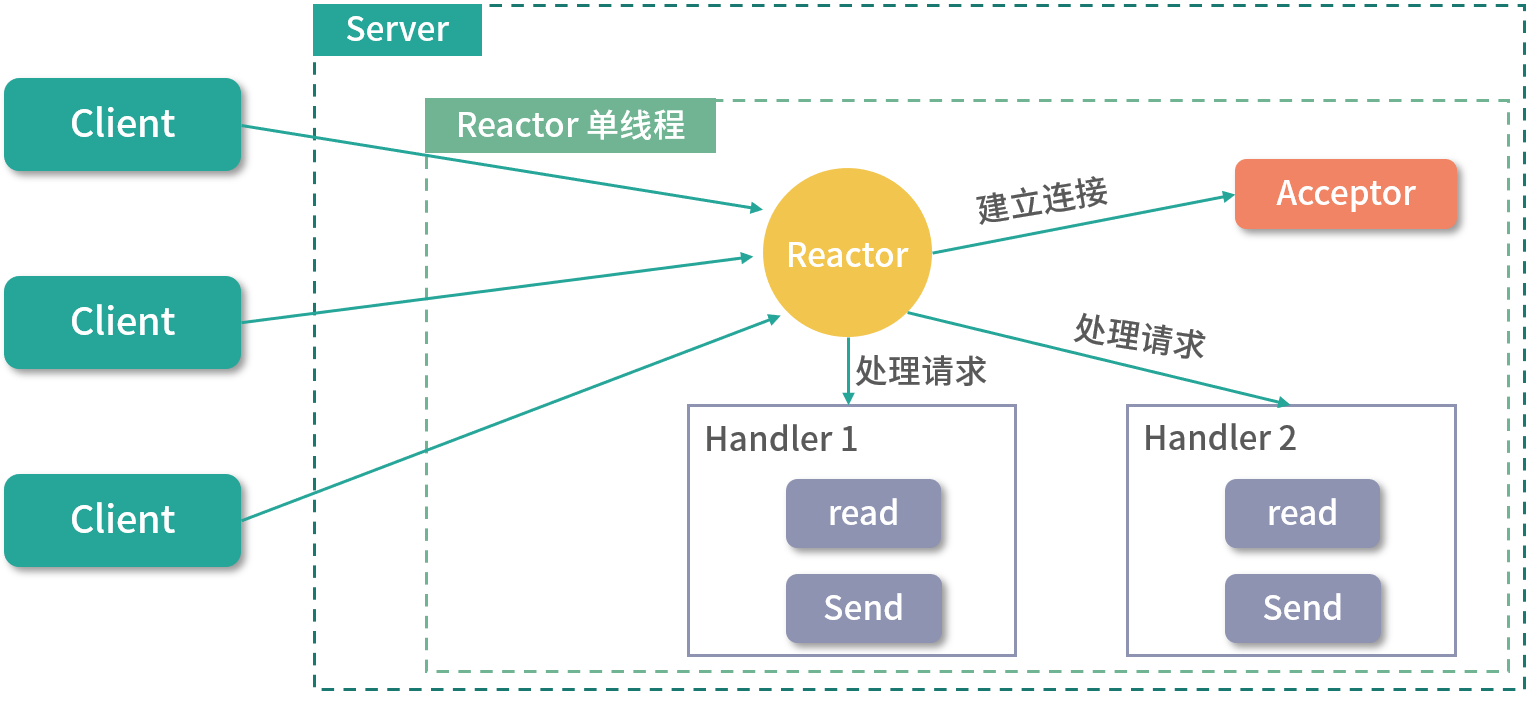 Server
Client
Reactor 单线程
Client
Client
Reactor
建立连接
Acceptor
处理请求
处理请求
Handler 1
read
Send
Handler 2
read
Send